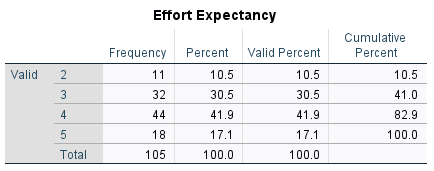 Effort Expectancy
Frequency Percent Valid Percent Cumulative Percent
Valid 2 11 10.5 10.5 10.5
3 32 30.5 30.5 41.0
4 44 41.9 41.9 82.9
5 18 17.1 17.1 100.0
Total 105 100.0 100.0